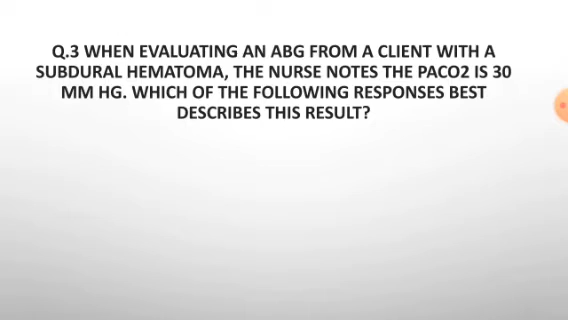 Q.3 WHEN EVALUATING AN ABG FROM A CLIENT WITH A
SUBDURAL HEMATOMA, THE NURSE NOTES THE PACO2 IS 30
MM HG. WHICH OF THE FOLLOWING RESPONSES BEST
DESCRIBES THIS RESULT?